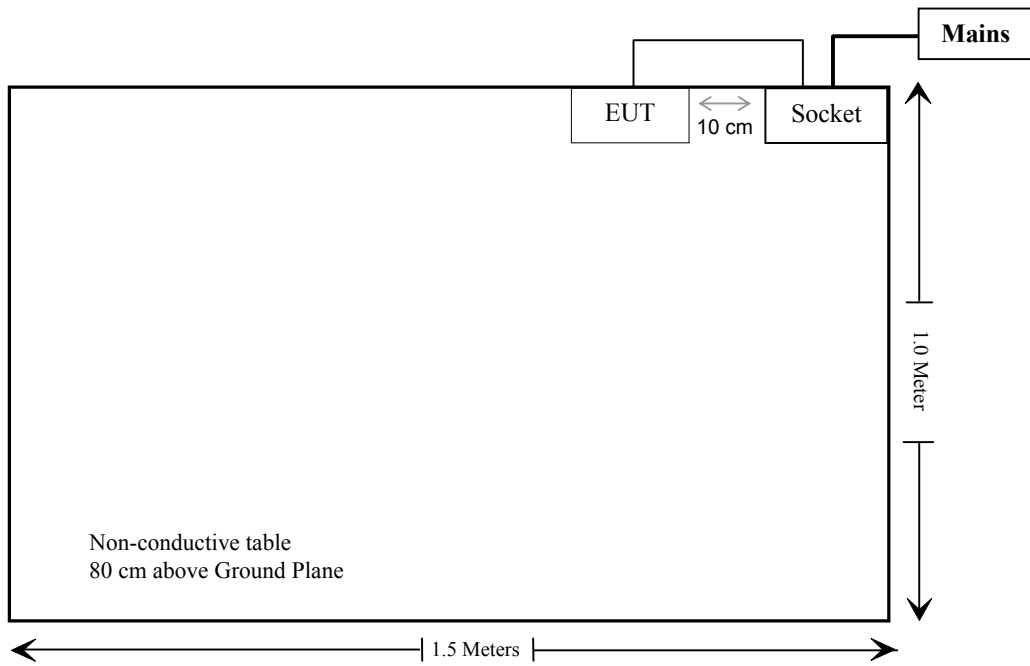 Mains
EUT
10 cm
Socket
1.0 Meter
Non-conductive table
80 cm above Ground Plane
1.5 Meters